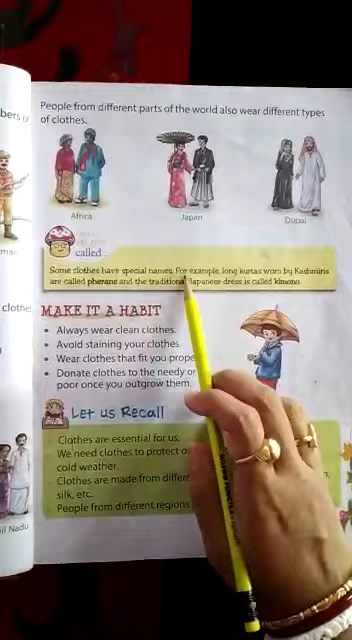 People from different parts of the world also wear different types
of clothes.
Africa
Japan
Dubai
called...
Some clothes have special names. For example, long kurtas worn by Kashmiris
are called pherans and the traditional Japanese dress is called kimono.
MAKE IT A HABIT
• Always wear clean clothes.
• Avoid staining your clothes.
• Wear clothes that fit you
• Donate clothes to the needy or
poor once you outgrow them.
Let us Recall
Clothes are essential for us.
We need clothes to protect
cold weather.
Clothes are made from
silk, etc.
People from different regions
clothe
Nadu